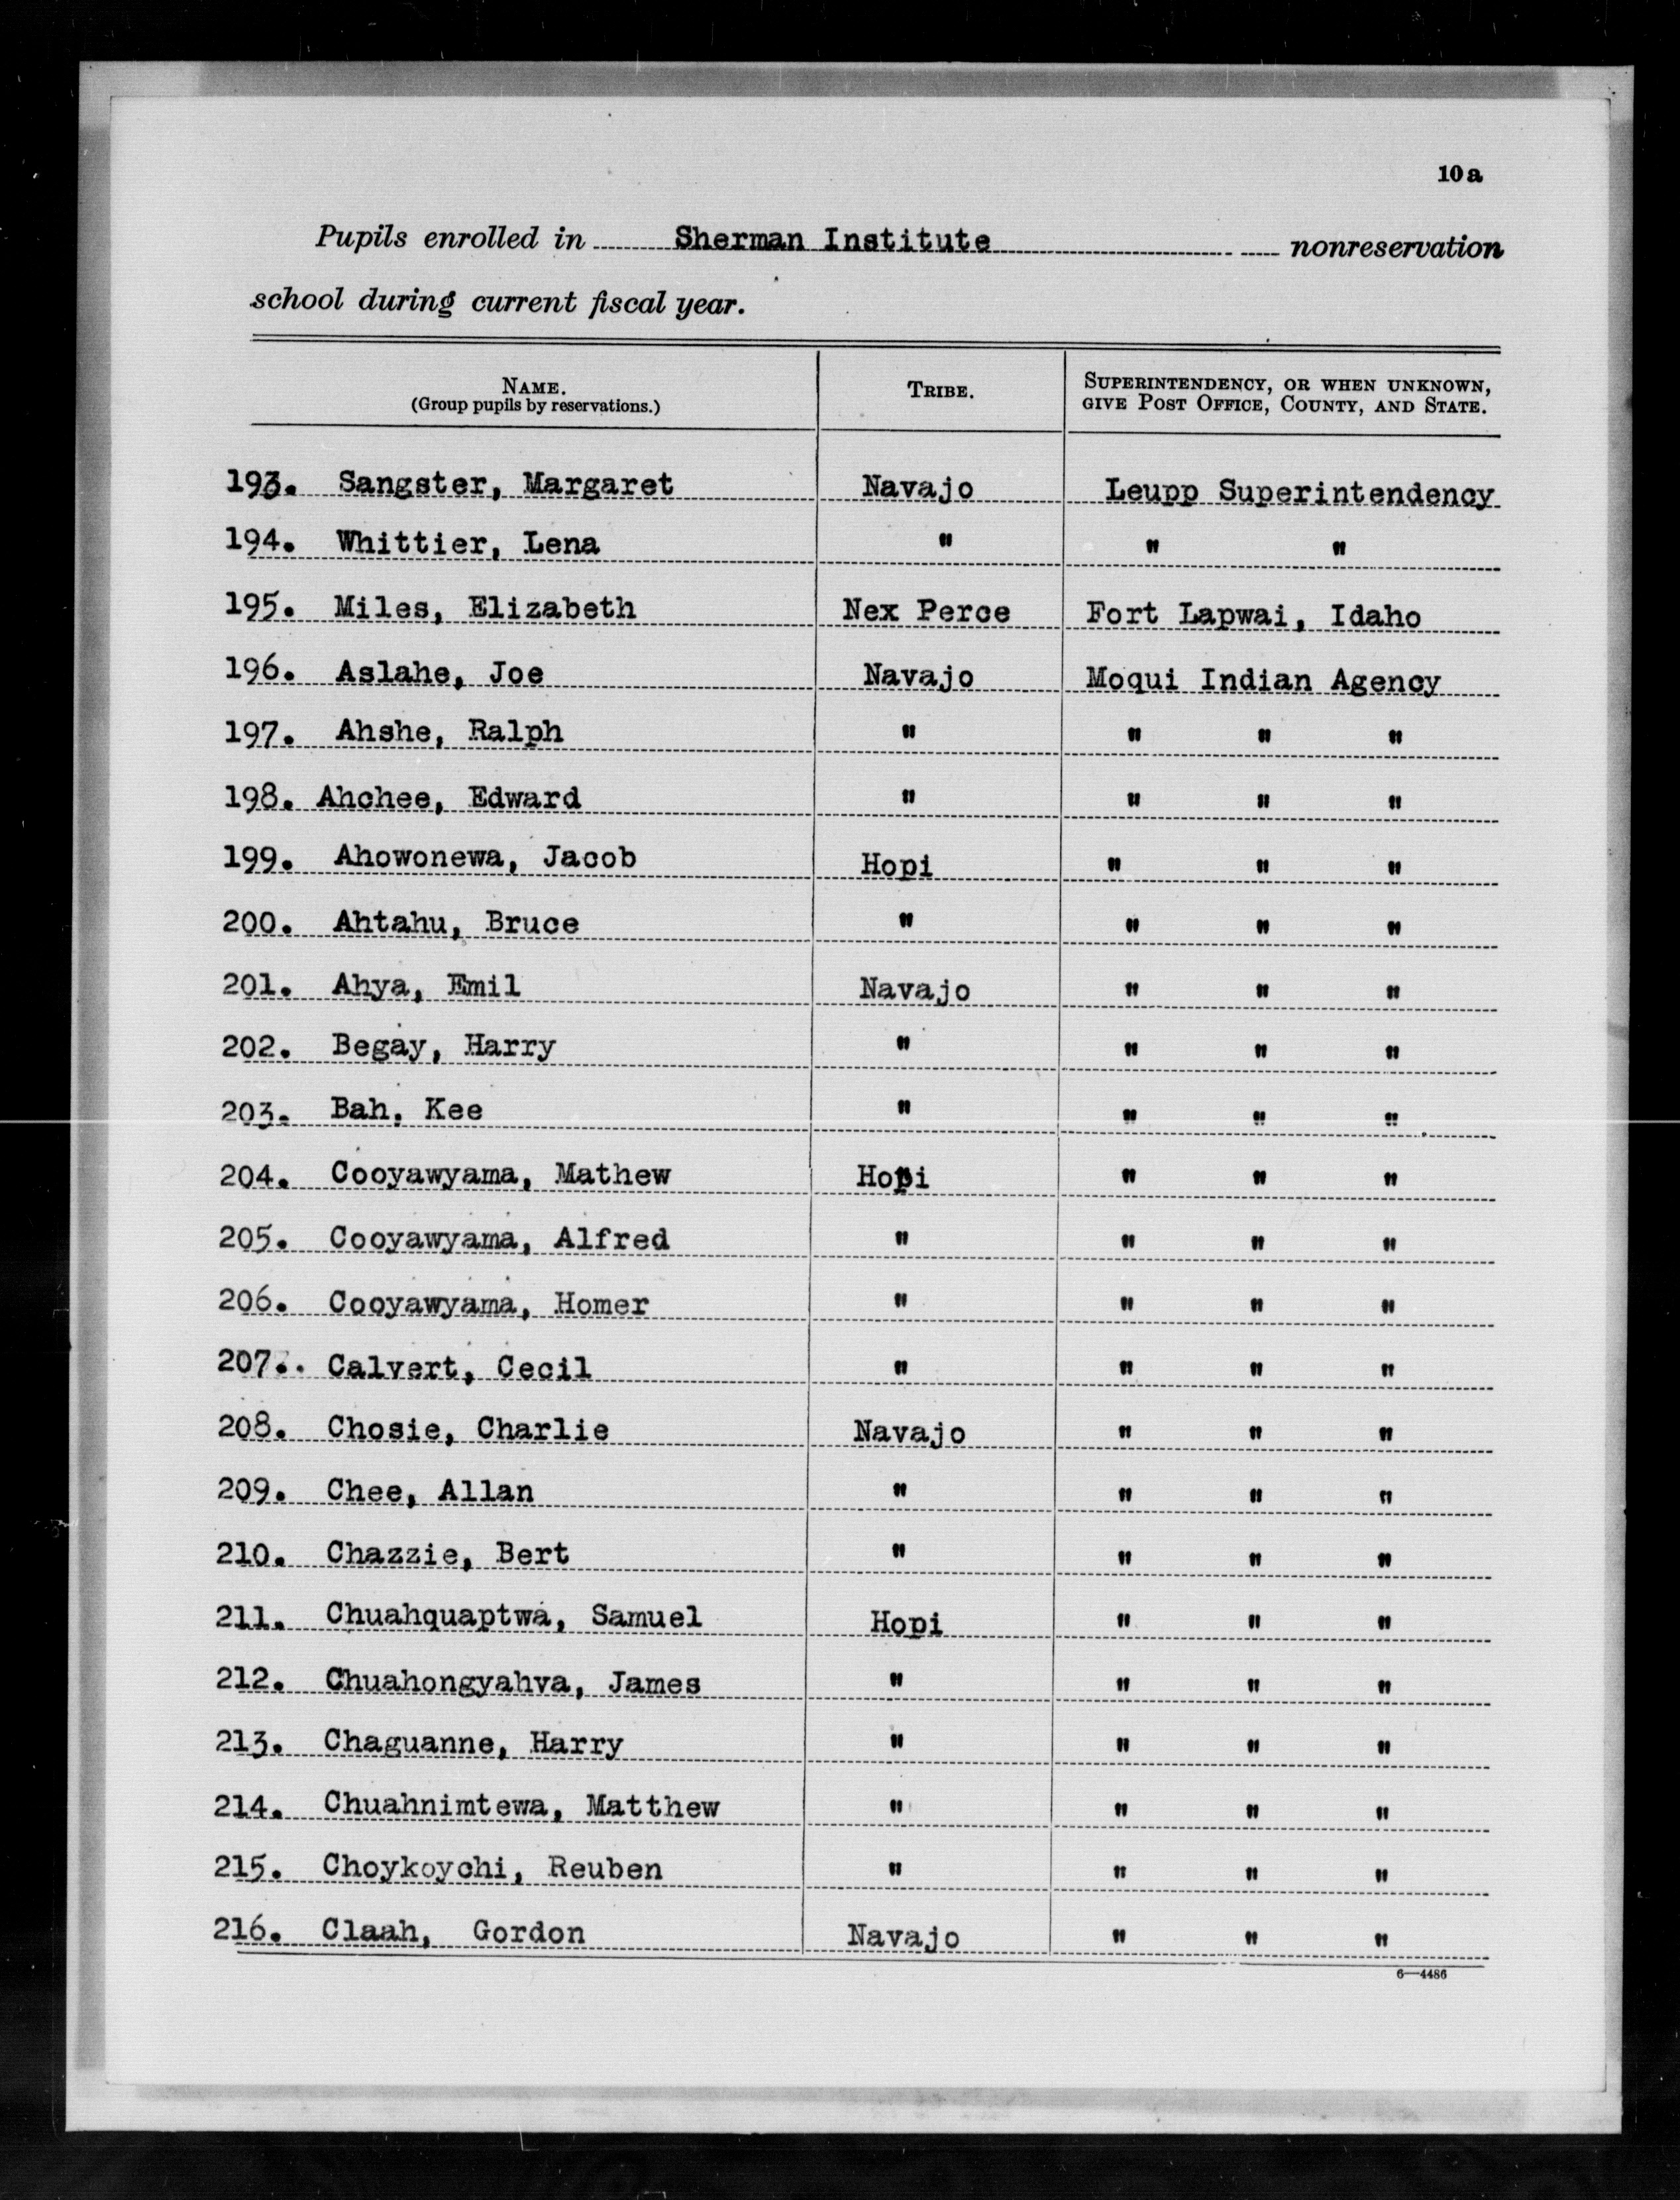 10a
Pupils enrolled in Sherman Institute nonreservation
school during current fiscal year.
NAME.
(Group pupils by reservations.)
TRIBE.
SUPERINTENDENCY, OR WHEN UNKNOWN,
GIVE POST OFFICE, COUNTY, AND STATE.
193. Sangster, Margaret Navajo Leupp Superintendency
194. Whittier, Lena " " "
195. Miles, Elizabeth Nex Perce Fort Lapwai, Idaho
196. Aslahe, Joe Navajo Moqui Indian Agency
197. Ahshe, Ralph " " " "
198. Ahchee, Edward " " " "
199. Ahowonewa, Jacob Hopi " " "
200. Ahtahu, Bruce " " " "
201. Ahya, Emil Navajo " " "
202. Begay, Harry " " " "
203. Bah, Kee " " " "
204. Cooyawyama, Mathew Hopi " " "
205. Cooyawyama, Alfred " " " "
206. Cooyawyama, Homer " " " "
207.. Calvert, Cecil " " " "
208. Chosie, Charlie Navajo " " "
209. Chee, Allan " " " "
210. Chazzie, Bert " " " "
211. Chuahquaptwa, Samuel Hopi " " "
212. Chuahongyahva, James " " " "
213. Chaguanne, Harry " " " "
214. Chuahnimtewa, Matthew " " " "
215. Choykoychi, Reuben " " " "
216. Claah, Gordon Navajo " " "
6—4486